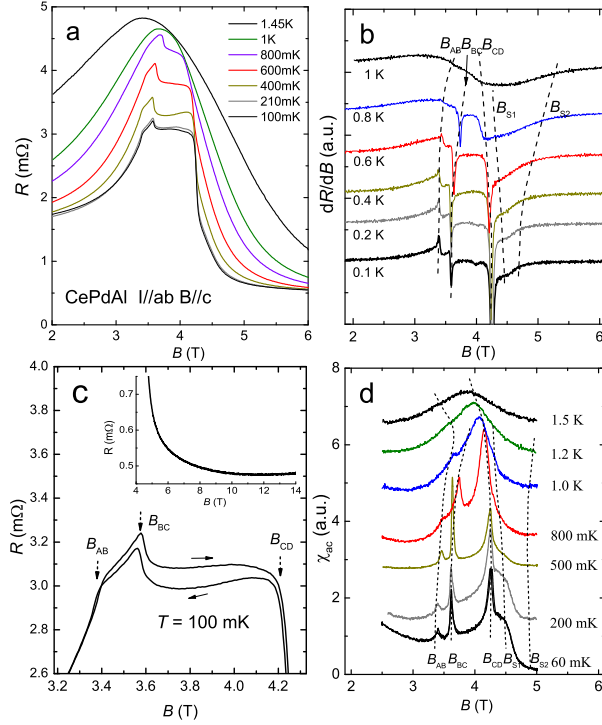 a
1.45K
1K
800mK
600mK
400mK
210mK
100mK
R (mΩ)
5
4
3
2
1
0
CePdAl I//ab B//c
2 3 4 5 6
B (T)
b
B_AB B_BC B_CD
B_S1
B_S2
1 K
0.8 K
0.6 K
0.4 K
0.2 K
0.1 K
dR/dB (a.u.)
2 3 4 5 6
B (T)
c
R (mΩ)
4.0
3.8
3.6
3.4
3.2
3.0
2.8
2.6
R (mΩ)
0.7
0.6
0.5
4 6 8 10 12 14
B (T)
B_AB
B_BC
B_CD
T = 100 mK
3.2 3.4 3.6 3.8 4.0 4.2
B (T)
d
χ_ac (a.u.)
8
6
4
2
0
1.5 K
1.2 K
1.0 K
800 mK
500 mK
200 mK
60 mK
B_AB B_BC B_CD B_S1 B_S2
2 3 4 5 6
B (T)